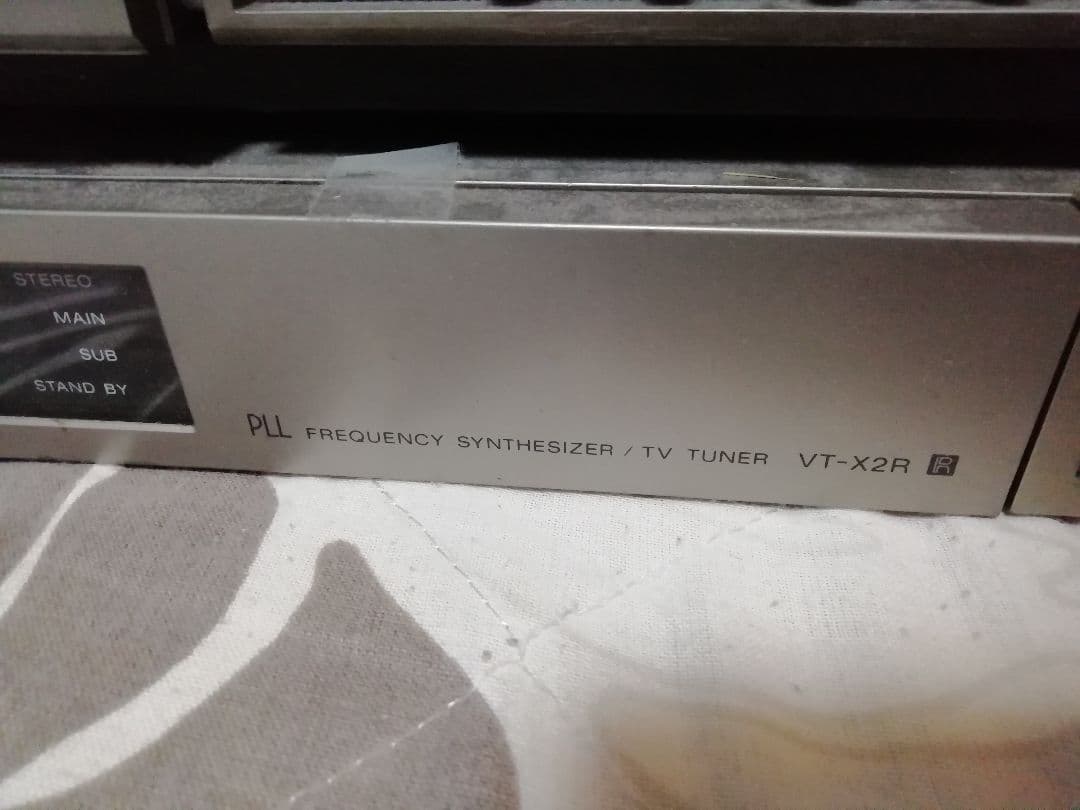 STEREO
MAIN
SUB
STAND BY
PLL FREQUENCY SYNTHESIZER / TV TUNER VT-X2R